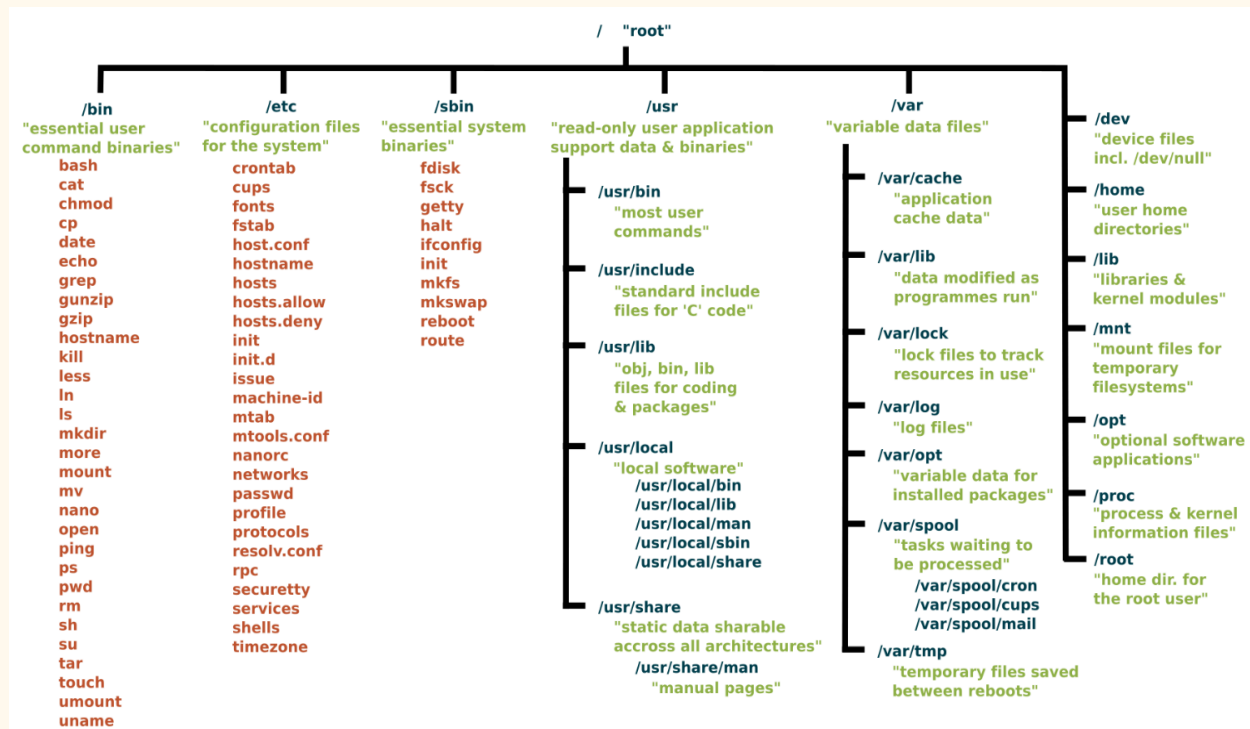 / "root"
/bin
"essential user
command binaries"
bash
cat
chmod
cp
date
echo
grep
gunzip
gzip
hostname
kill
less
ln
ls
mkdir
more
mount
mv
nano
open
ping
ps
pwd
rm
sh
su
tar
touch
umount
uname
/etc
"configuration files
for the system"
crontab
cups
fonts
fstab
host.conf
hostname
hosts
hosts.allow
hosts.deny
init
init.d
issue
machine-id
mtab
mtools.conf
nanorc
networks
passwd
profile
protocols
resolv.conf
rpc
securetty
services
shells
timezone
/sbin
"essential system
binaries"
fdisk
fsck
getty
halt
ifconfig
init
mkfs
mkswap
reboot
route
/usr
"read-only user application
support data & binaries"
/usr/bin
"most user
commands"
/usr/include
"standard include
files for 'C' code"
/usr/lib
"obj, bin, lib
files for coding
& packages"
/usr/local
"local software"
/usr/local/bin
/usr/local/lib
/usr/local/man
/usr/local/sbin
/usr/local/share
/usr/share
"static data sharable
accross all architectures"
/usr/share/man
"manual pages"
/var
"variable data files"
/var/cache
"application
cache data"
/var/lib
"data modified as
programmes run"
/var/lock
"lock files to track
resources in use"
/var/log
"log files"
/var/opt
"variable data for
installed packages"
/var/spool
"tasks waiting to
be processed"
/var/spool/cron
/var/spool/cups
/var/spool/mail
/var/tmp
"temporary files saved
between reboots"
/dev
"device files
incl. /dev/null"
/home
"user home
directories"
/lib
"libraries &
kernel modules"
/mnt
"mount files for
temporary
filesystems"
/opt
"optional software
applications"
/proc
"process & kernel
information files"
/root
"home dir. for
the root user"